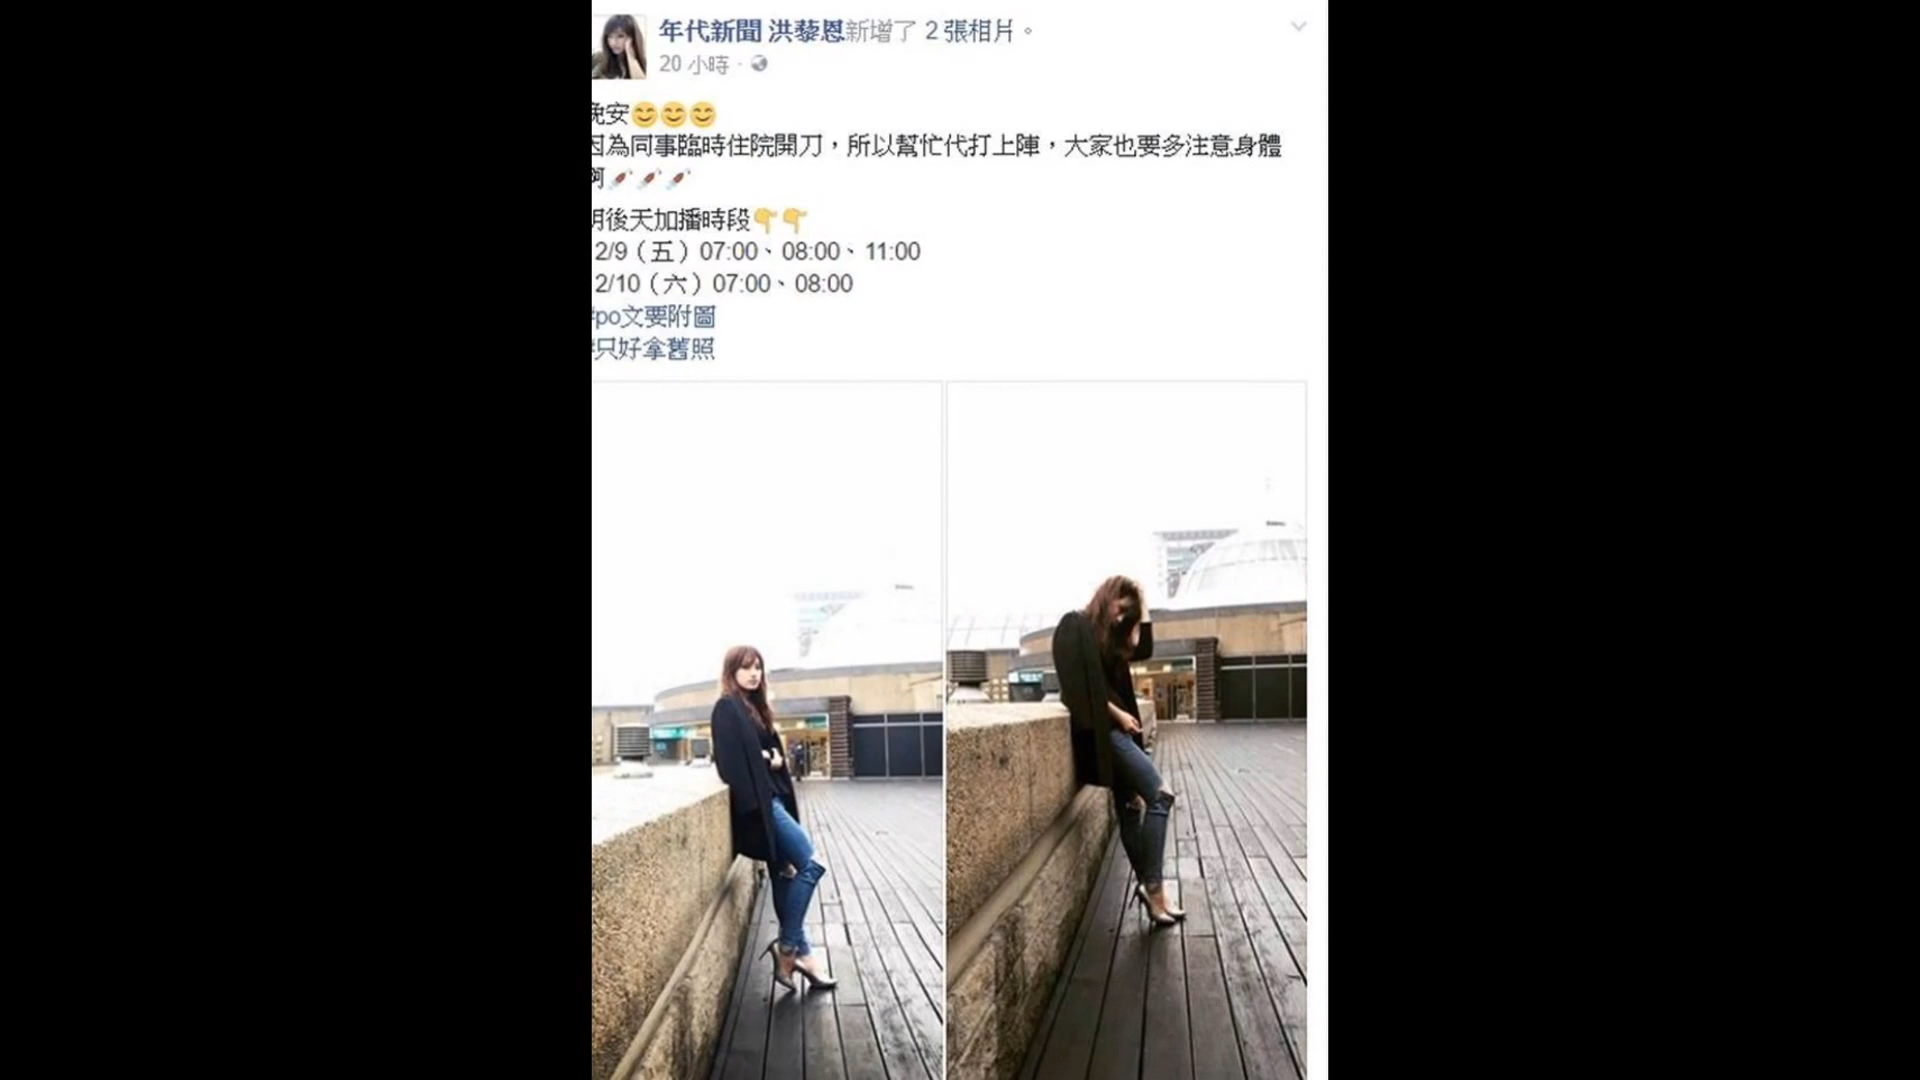 年代新聞 洪藜恩新增了 2 張相片。
20 小時 ·
晚安😊😊😊
因為同事臨時住院開刀，所以幫忙代打上陣，大家也要多注意身體
啊💉💉💉
明後天加播時段👇👇
2/9（五）07:00、08:00、11:00
2/10（六）07:00、08:00
#po文要附圖
#只好拿舊照